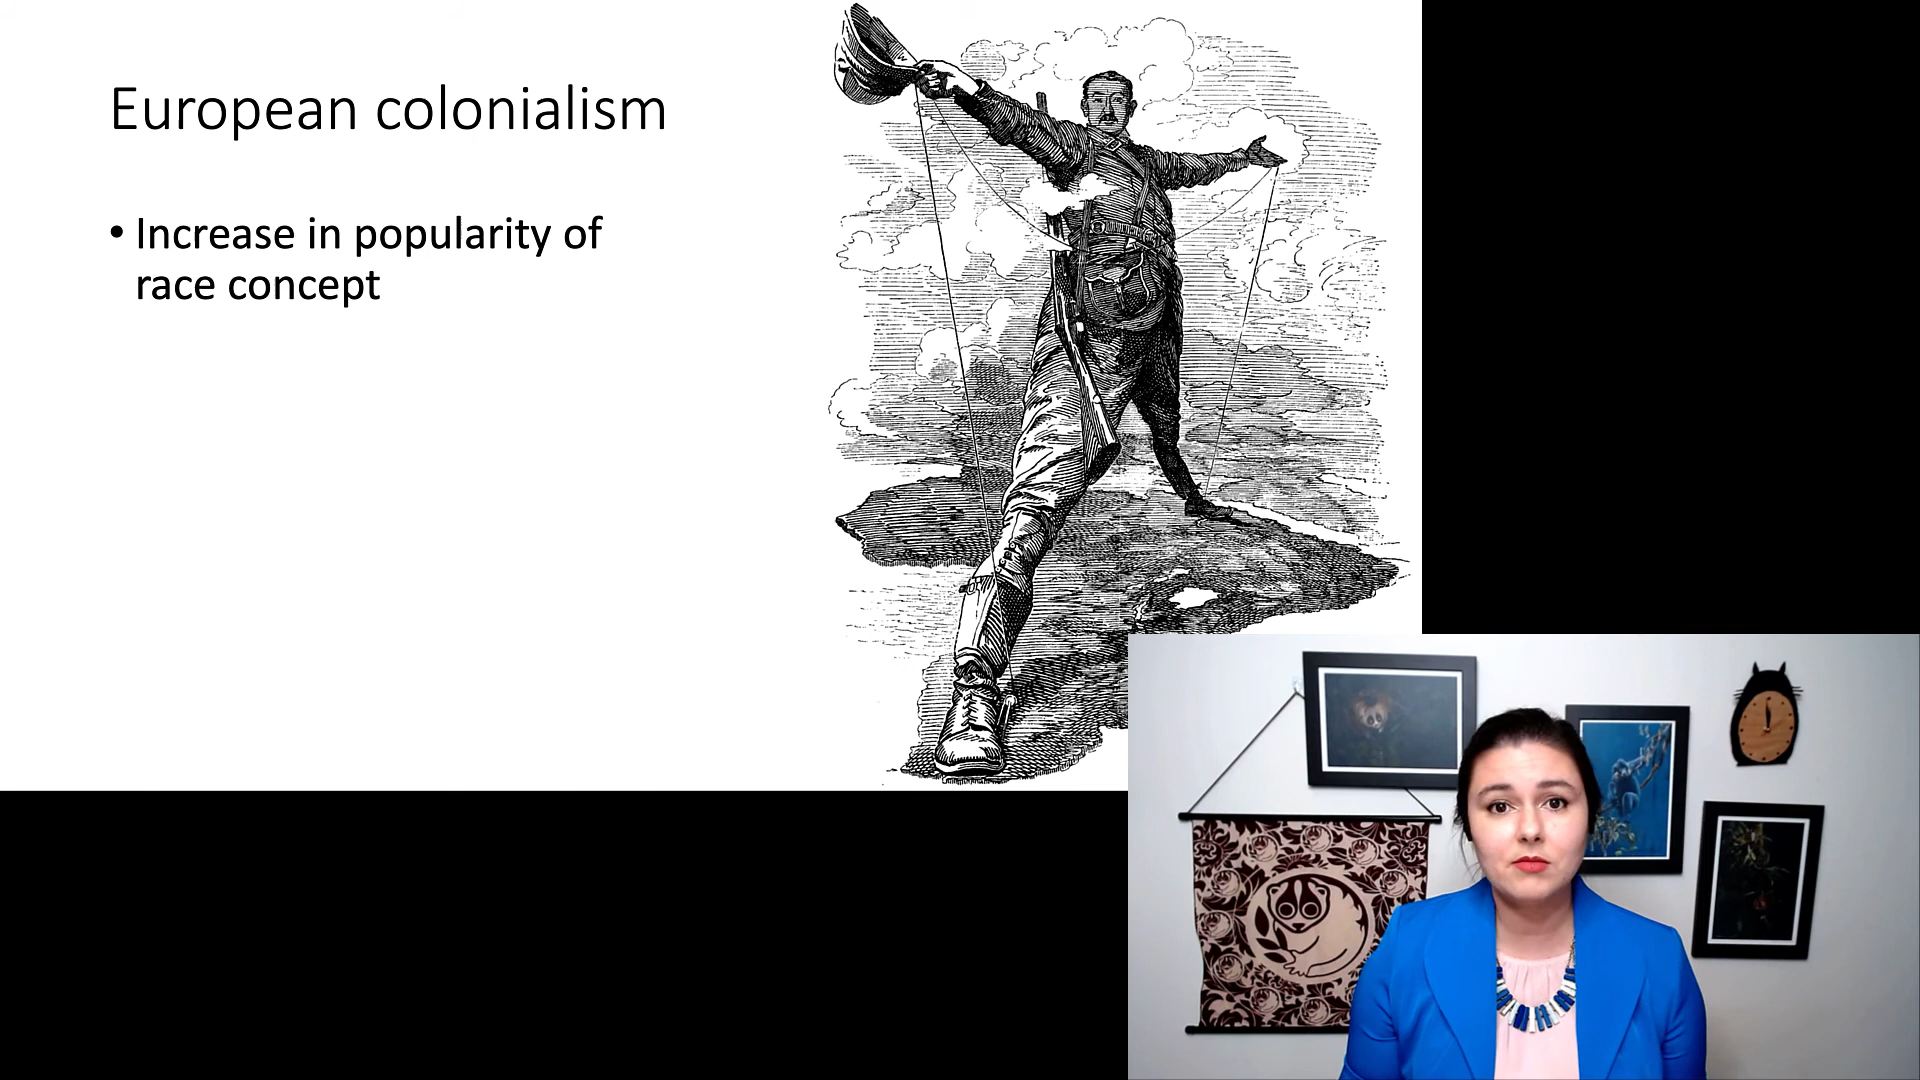 European colonialism
• Increase in popularity of
race concept